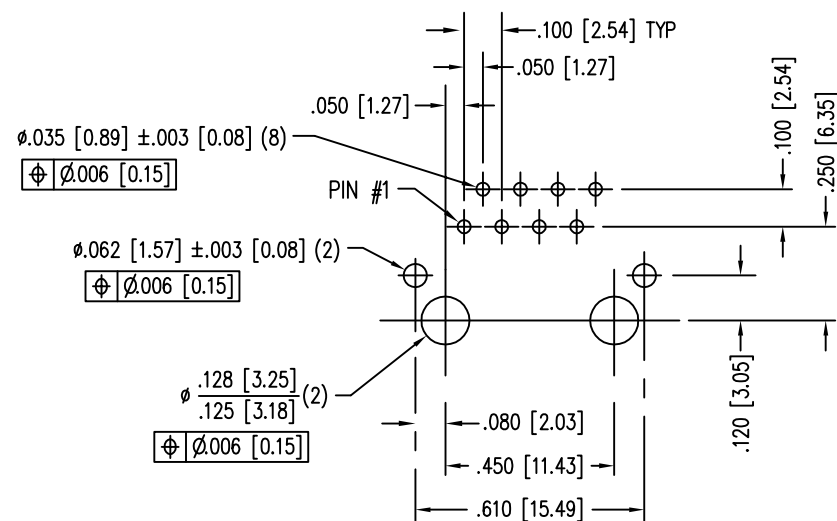 .100 [2.54] TYP
.050 [1.27]
.050 [1.27]
.100 [2.54]
.250 [6.35]
⌀.035 [0.89] ±.003 [0.08] (8)
⌖ ⌀.006 [0.15]
PIN #1
⌀.062 [1.57] ±.003 [0.08] (2)
⌖ ⌀.006 [0.15]
⌀ .128 [3.25]
.125 [3.18] (2)
⌖ ⌀.006 [0.15]
.080 [2.03]
.450 [11.43]
.610 [15.49]
.120 [3.05]